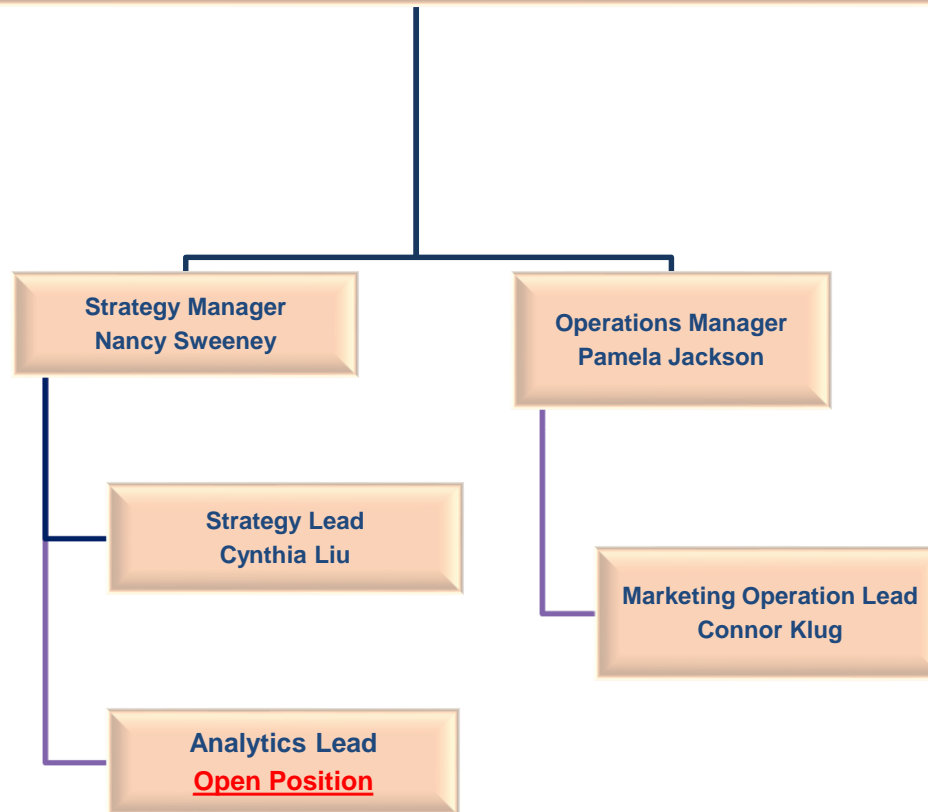 Strategy Manager
Nancy Sweeney
Operations Manager
Pamela Jackson
Strategy Lead
Cynthia Liu
Marketing Operation Lead
Connor Klug
Analytics Lead
Open Position